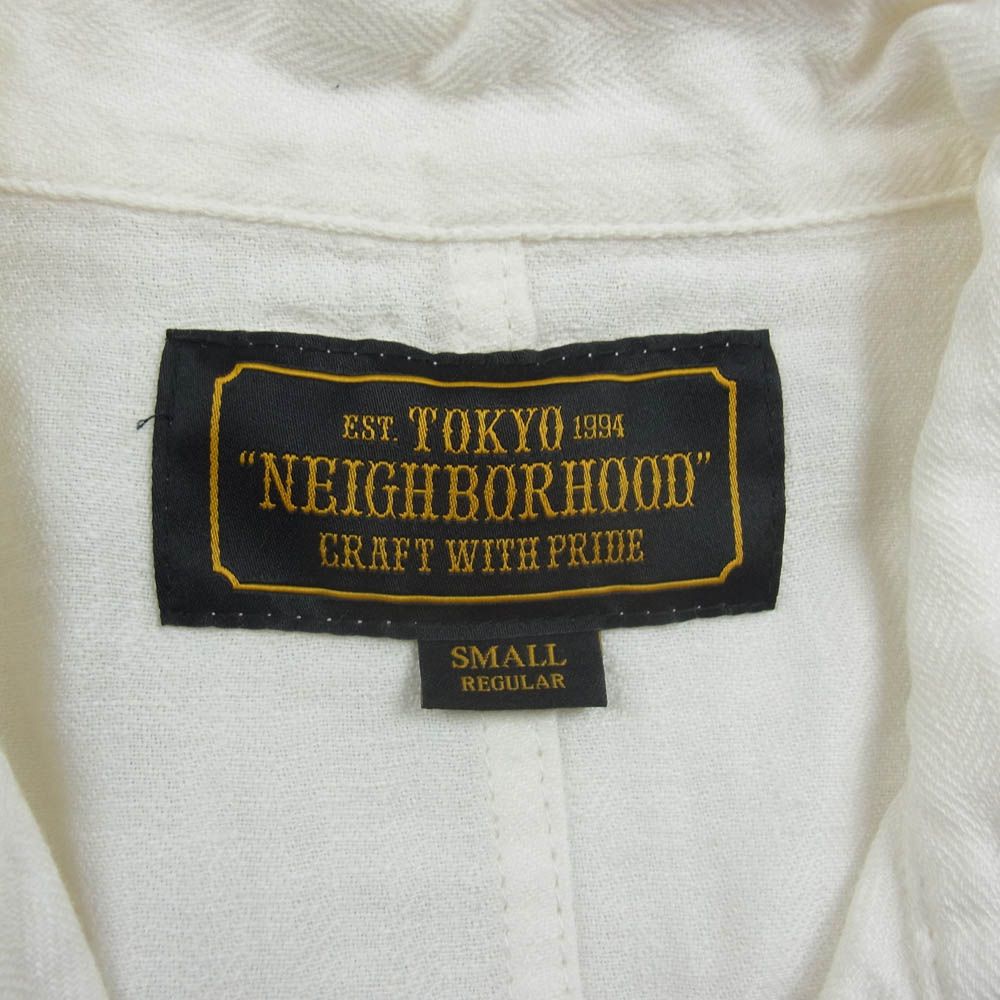 EST. TOKYO 1994
"NEIGHBORHOOD"
CRAFT WITH PRIDE
SMALL
REGULAR